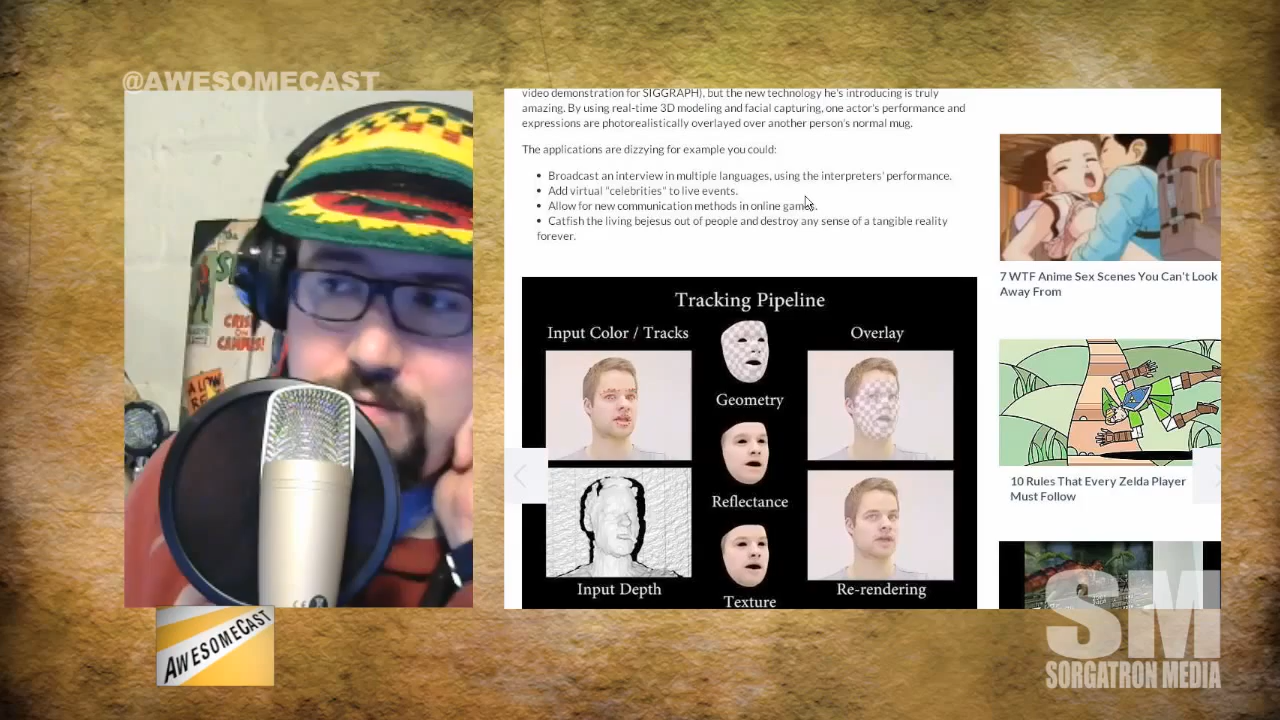 @AWESOMECAST
video demonstration for SIGGRAPH), but the new technology he's introducing is truly
amazing. By using real-time 3D modeling and facial capturing, one actor's performance and
expressions are photorealistically overlayed over another person's normal mug.
The applications are dizzying for example you could:
• Broadcast an interview in multiple languages, using the interpreters' performance.
• Add virtual "celebrities" to live events.
• Allow for new communication methods in online games.
• Catfish the living bejesus out of people and destroy any sense of a tangible reality
forever.
Tracking Pipeline
Input Color / Tracks
Overlay
Geometry
Reflectance
Input Depth
Texture
Re-rendering
7 WTF Anime Sex Scenes You Can't Look
Away From
10 Rules That Every Zelda Player
Must Follow
CRISIS
ON
CAMPUS!
AWESOMECAST
SM
SORGATRON MEDIA